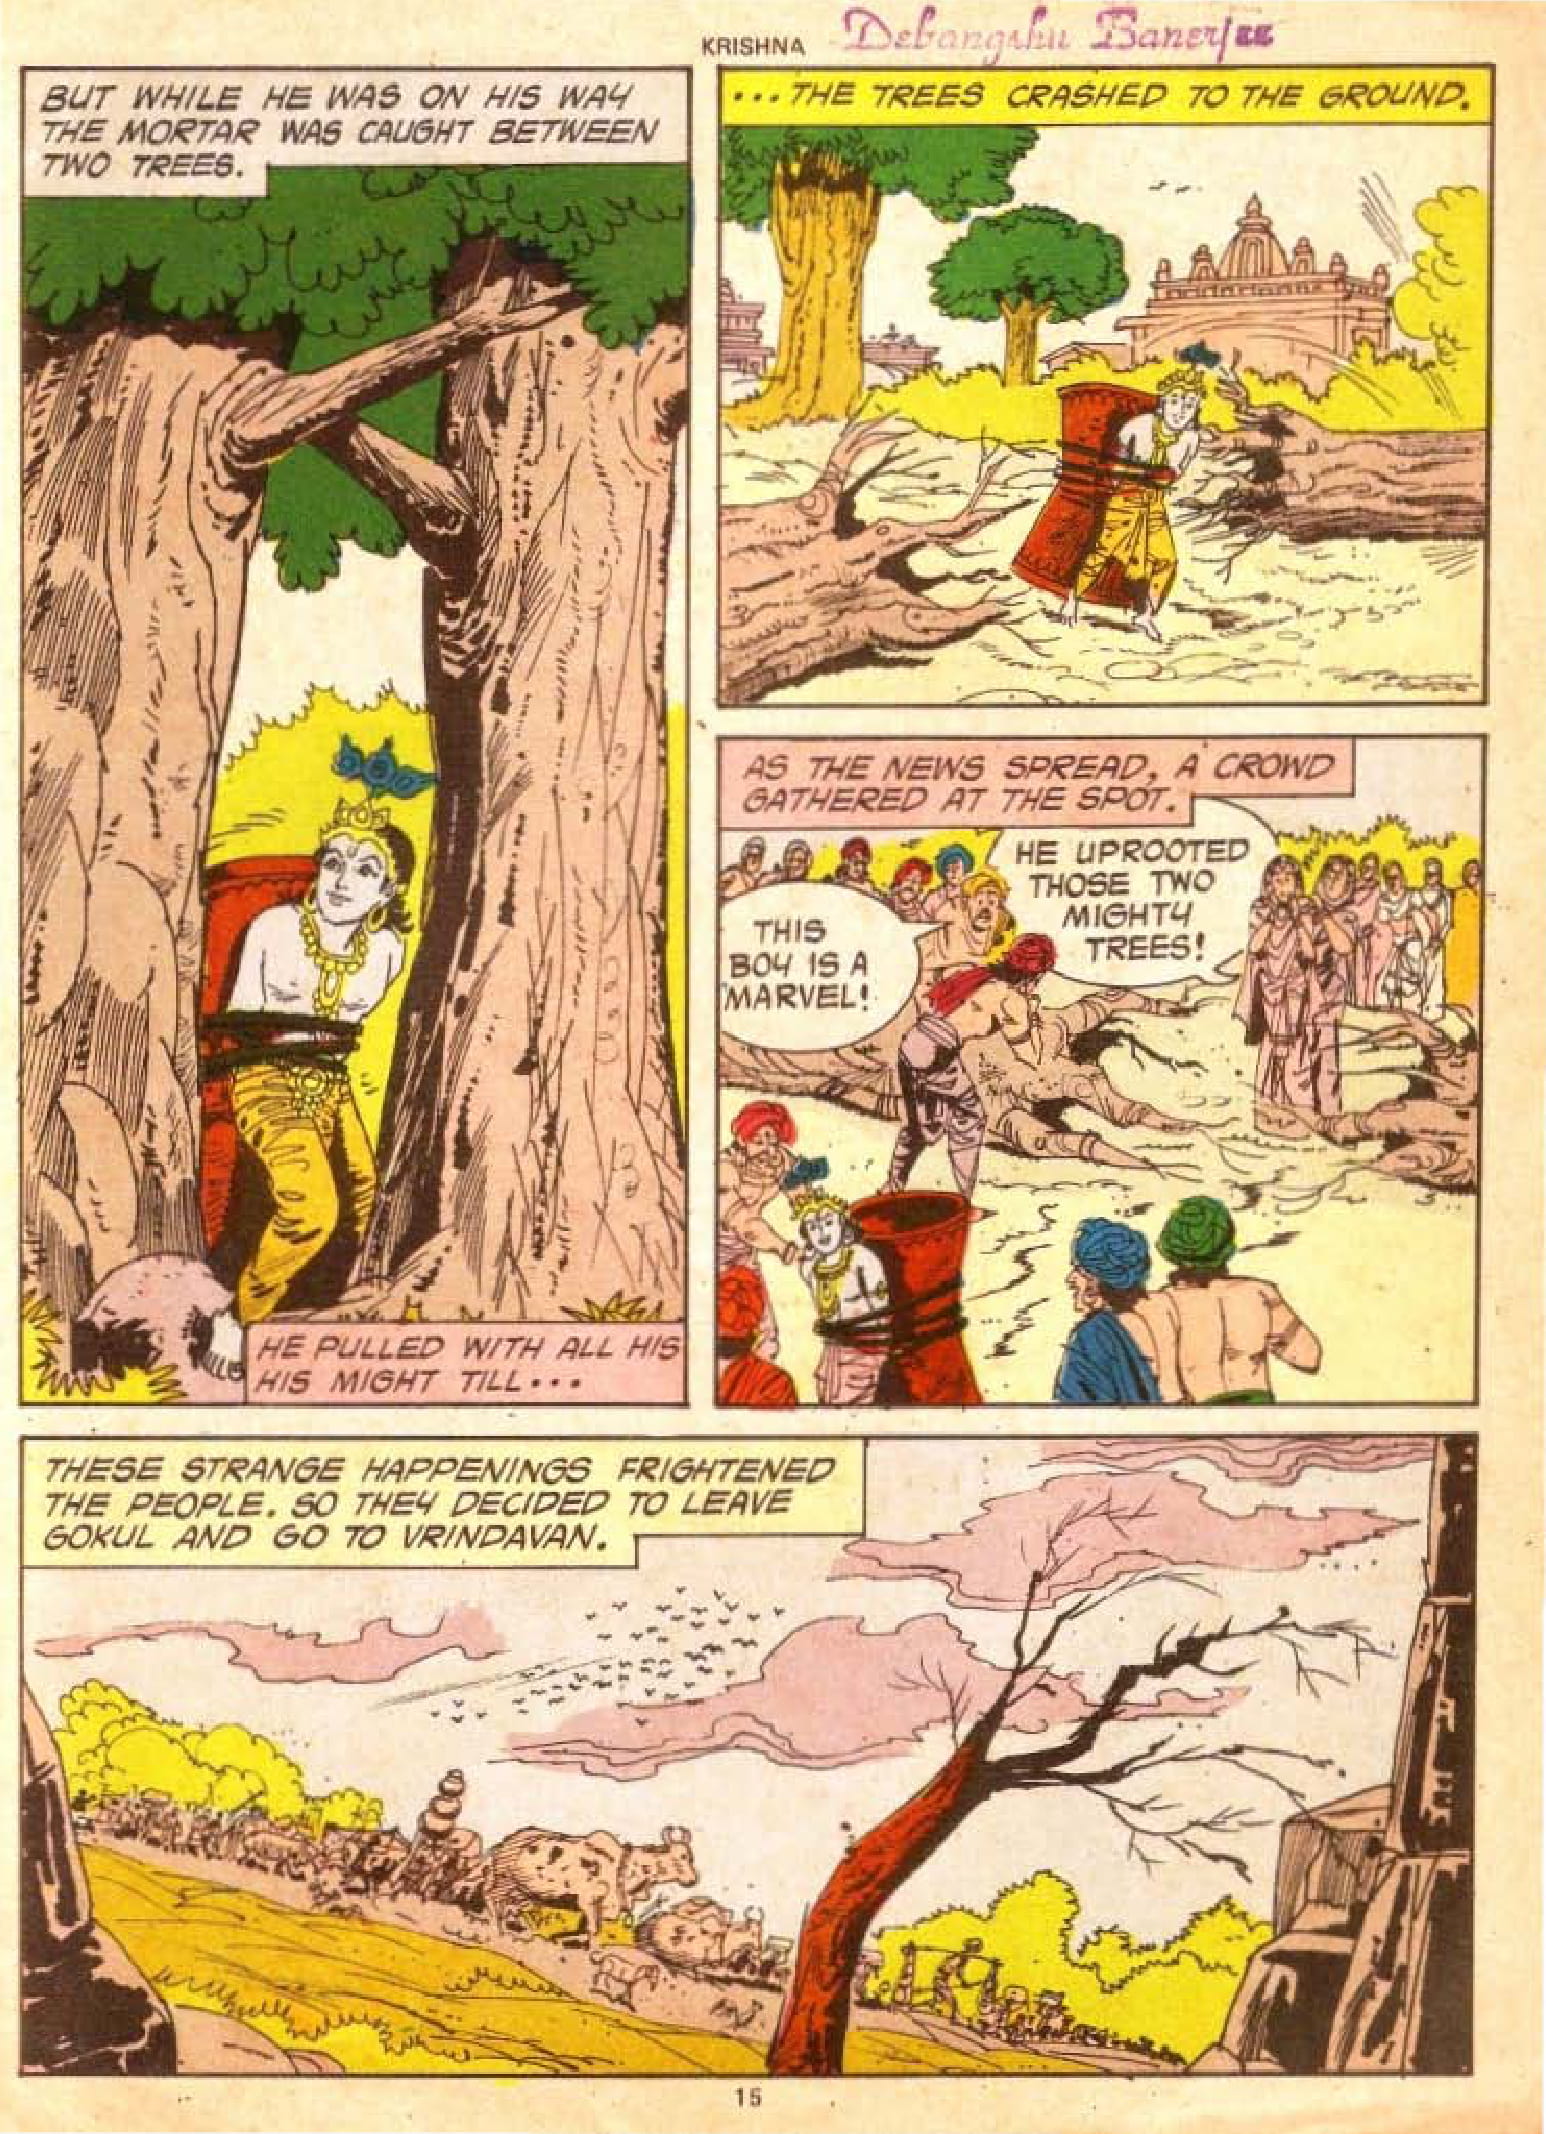 KRISHNA
Debangshu Banerjee
BUT WHILE HE WAS ON HIS WAY
THE MORTAR WAS CAUGHT BETWEEN
TWO TREES.
HE PULLED WITH ALL HIS
HIS MIGHT TILL...
...THE TREES CRASHED TO THE GROUND.
AS THE NEWS SPREAD, A CROWD
GATHERED AT THE SPOT.
THIS
BOY IS A
MARVEL!
HE UPROOTED
THOSE TWO
MIGHTY
TREES!
THESE STRANGE HAPPENINGS FRIGHTENED
THE PEOPLE. SO THEY DECIDED TO LEAVE
GOKUL AND GO TO VRINDAVAN.
15